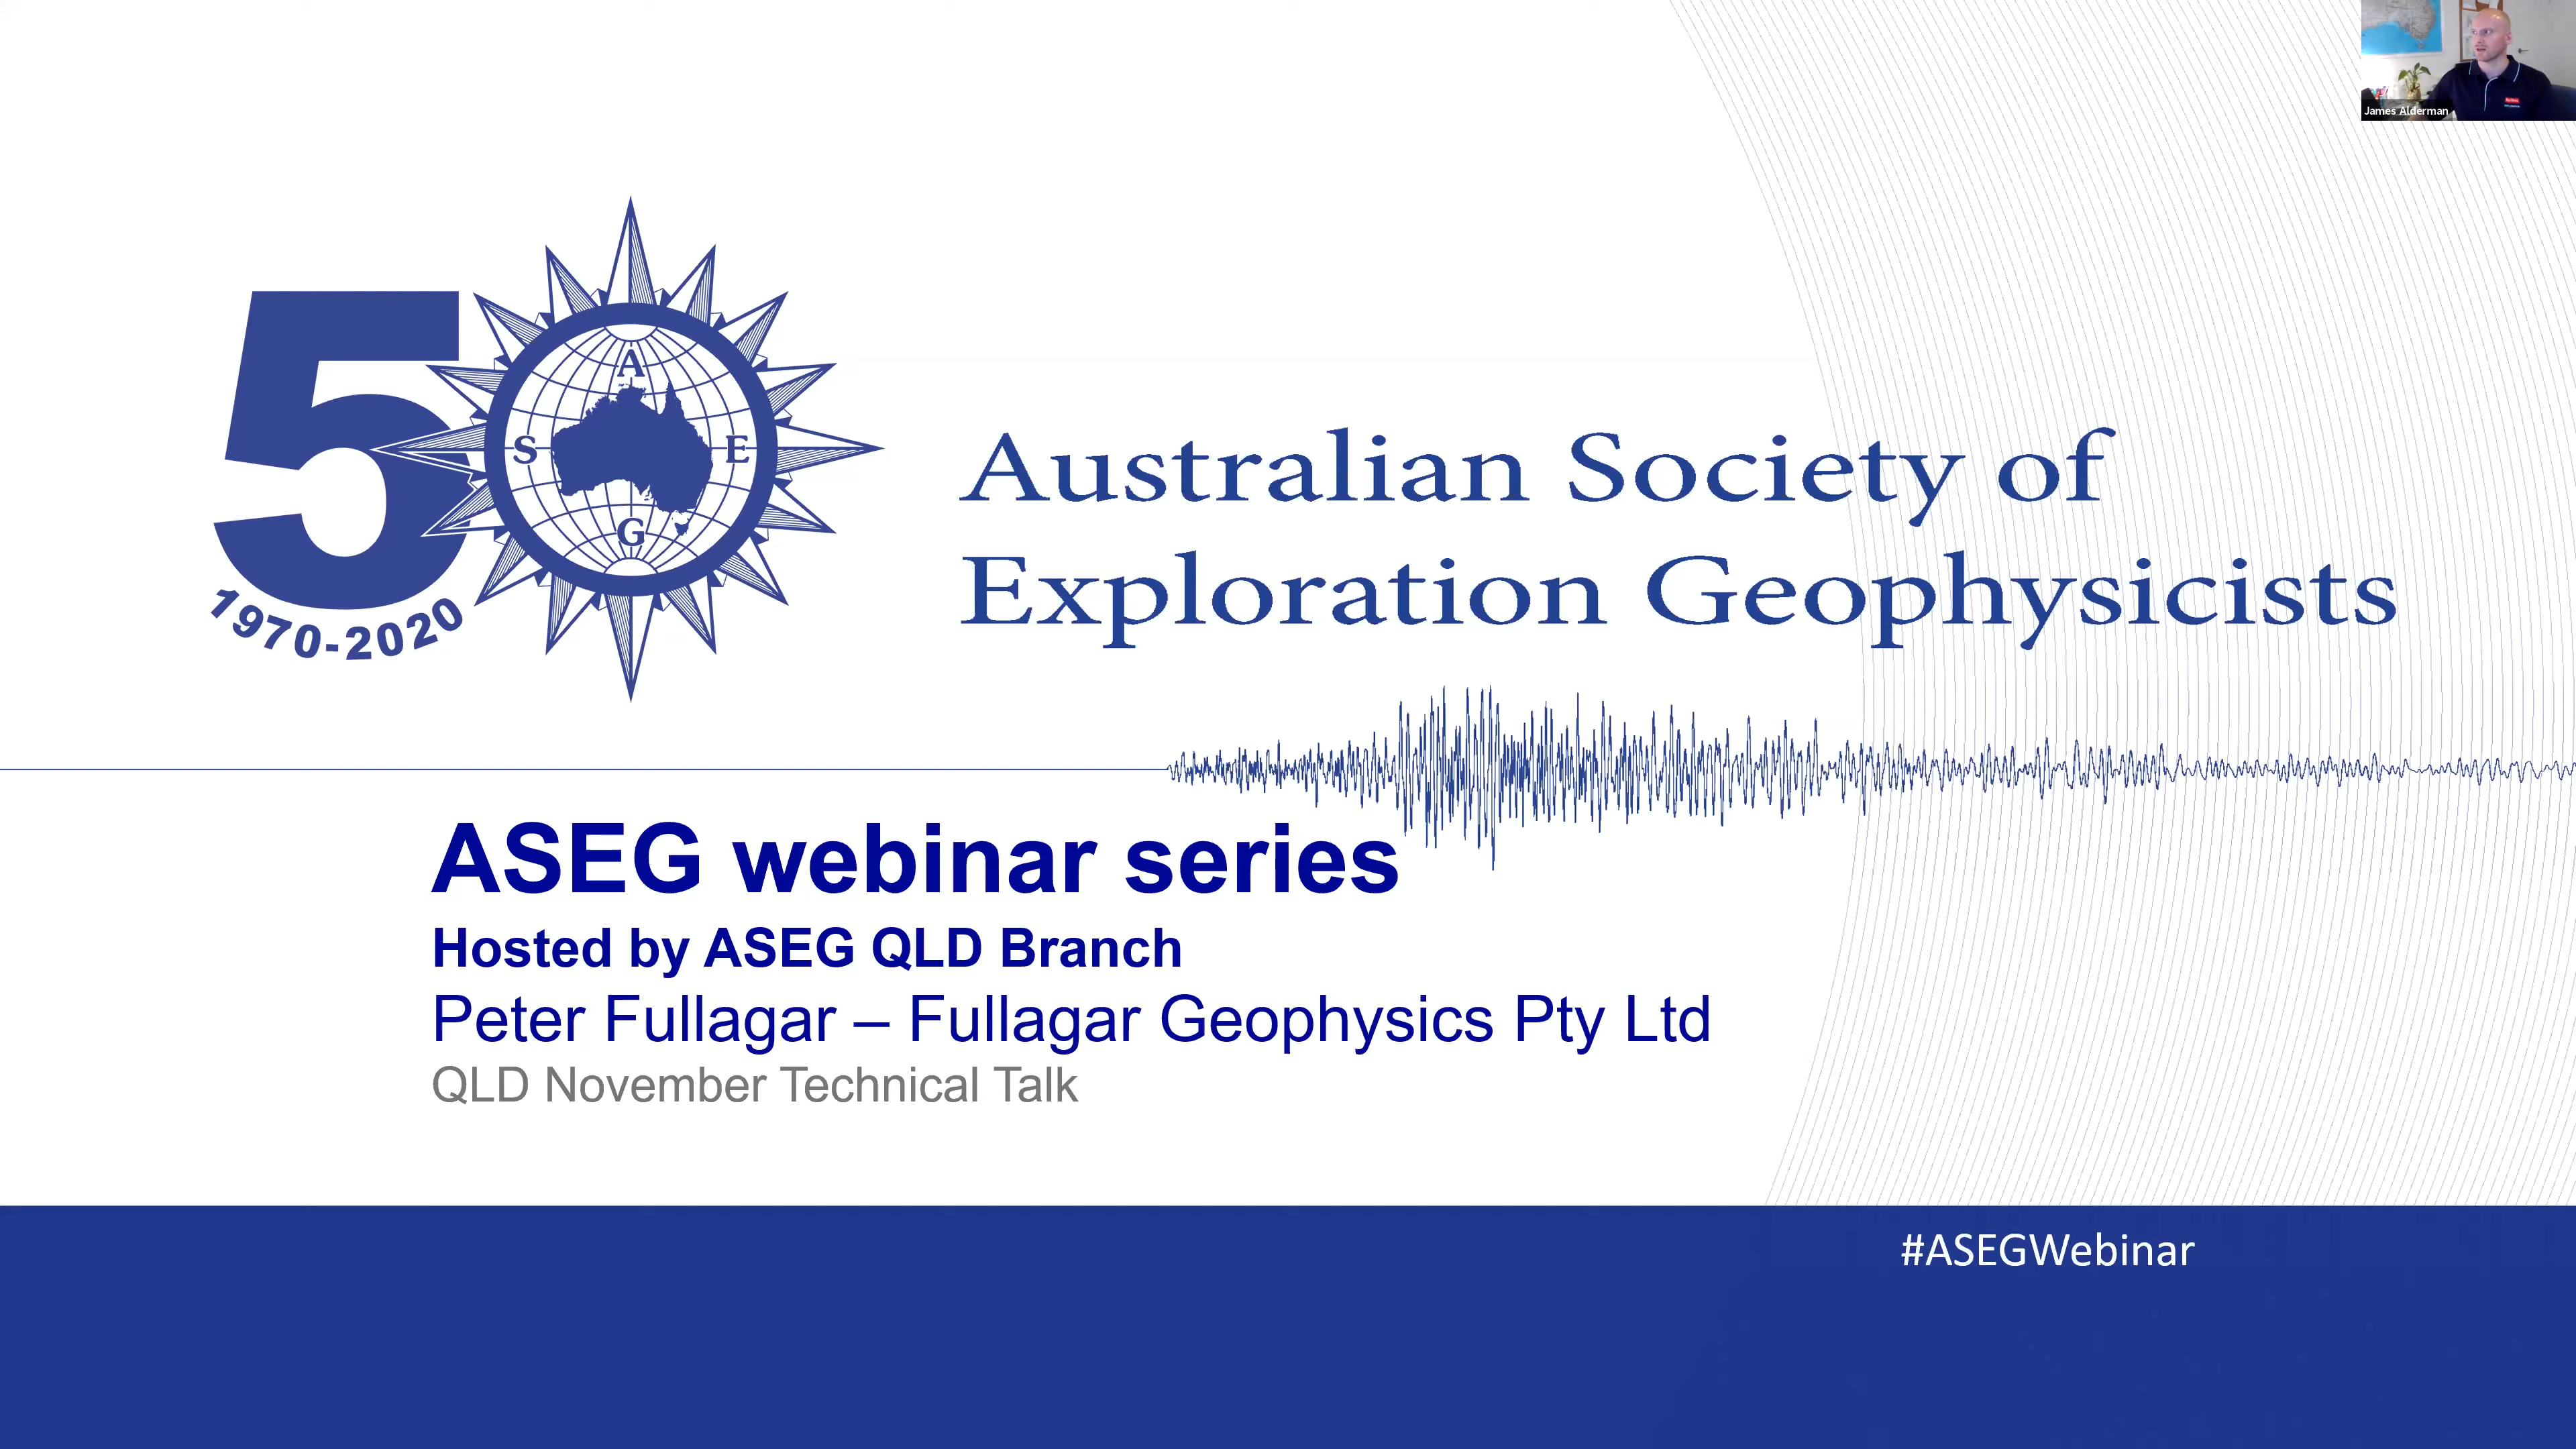 James Alderman
50
A
S
E
G
1970-2020
Australian Society of
Exploration Geophysicists
ASEG webinar series
Hosted by ASEG QLD Branch
Peter Fullagar – Fullagar Geophysics Pty Ltd
QLD November Technical Talk
#ASEGWebinar